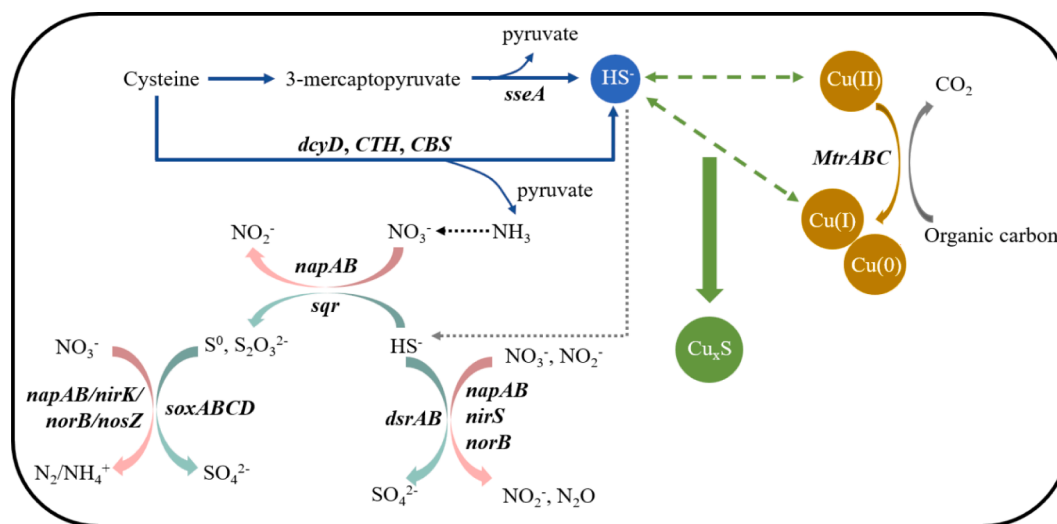 pyruvate
Cysteine
3-mercaptopyruvate
sseA
HS⁻
Cu(II)
CO₂
dcyD, CTH, CBS
MtrABC
pyruvate
Cu(I)
NO₂⁻
NO₃⁻
NH₃
Organic carbon
Cu(0)
napAB
sqr
NO₃⁻
S⁰, S₂O₃²⁻
HS⁻
NO₃⁻, NO₂⁻
CuₓS
napAB/nirK/
norB/nosZ
soxABCD
dsrAB
napAB
nirS
norB
N₂/NH₄⁺
SO₄²⁻
SO₄²⁻
NO₂⁻, N₂O